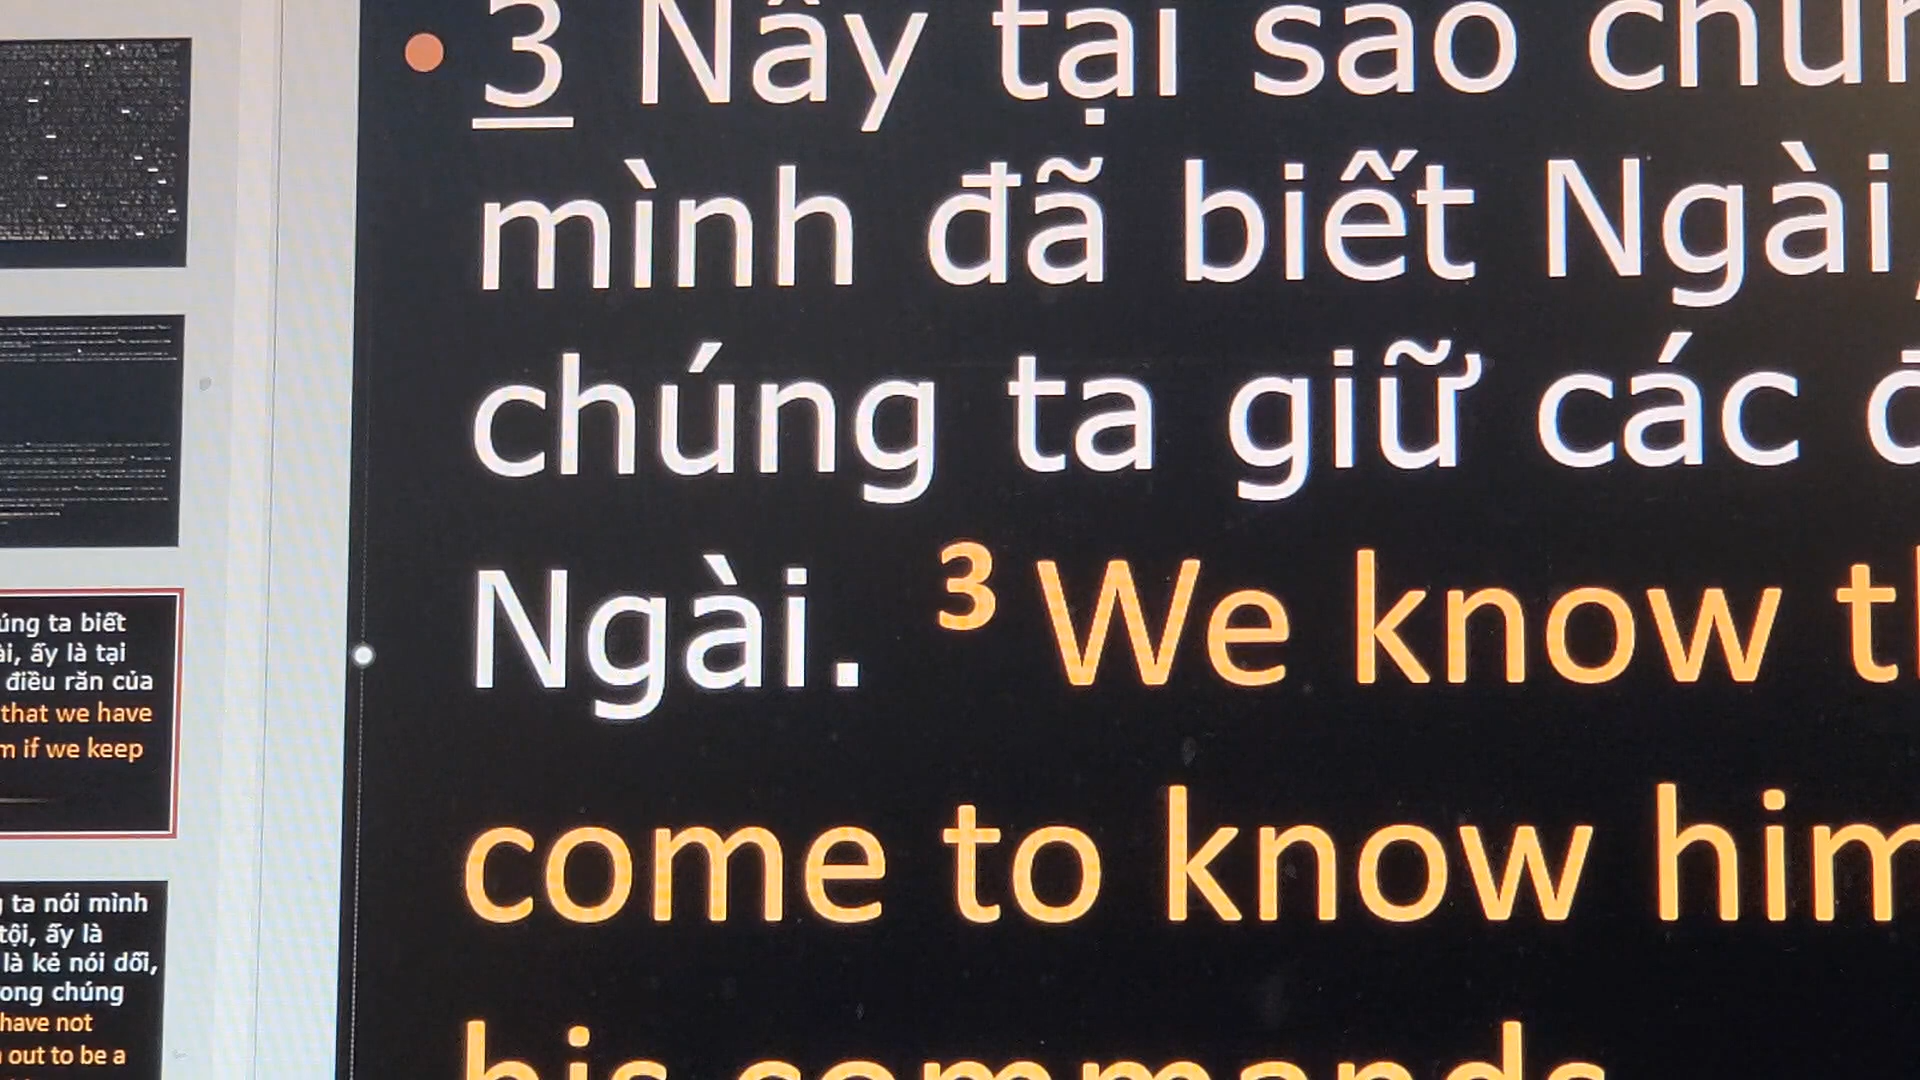 úng ta biết
ài, ấy là tại
điều răn của
that we have
m if we keep
ta nói mình
tội, ấy là
là kẻ nói dối,
ong chúng
have not
out to be a
3 Nầy tại sao chún
mình đã biết Ngài,
chúng ta giữ các đ
Ngài. 3 We know th
come to know him
his commands